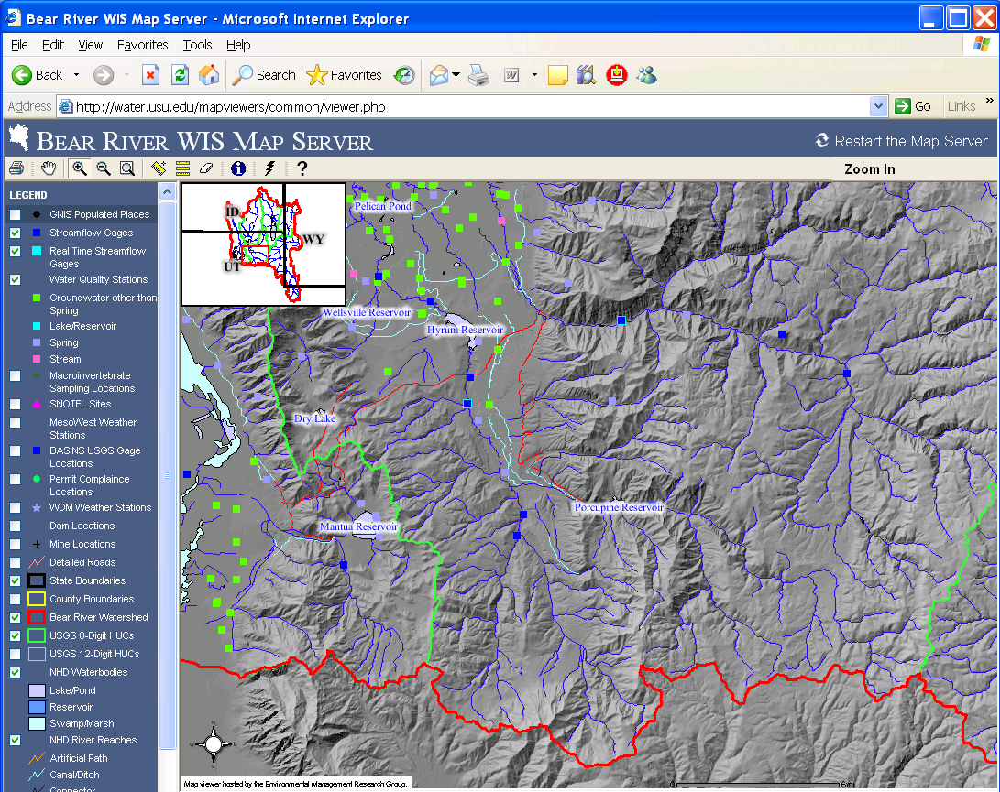 Bear River WIS Map Server - Microsoft Internet Explorer
File Edit View Favorites Tools Help
Back Search Favorites
Address http://water.usu.edu/mapviewers/common/viewer.php Go Links »
BEAR RIVER WIS MAP SERVER
Restart the Map Server
? Zoom In
LEGEND
GNIS Populated Places
Streamflow Gages
Real Time Streamflow
Gages
Water Quality Stations
Groundwater other than
Spring
Lake/Reservoir
Spring
Stream
Macroinvertebrate
Sampling Locations
SNOTEL Sites
MesoWest Weather
Stations
BASINS USGS Gage
Locations
Permit Complaince
Locations
WDM Weather Stations
Dam Locations
Mine Locations
Detailed Roads
State Boundaries
County Boundaries
Bear River Watershed
USGS 8-Digit HUCs
USGS 12-Digit HUCs
NHD Waterbodies
Lake/Pond
Reservoir
Swamp/Marsh
NHD River Reaches
Artificial Path
Canal/Ditch
Connector
ID
WY
UT
Pelican Pond
Wellsville Reservoir
Hyrum Reservoir
Dry Lake
Porcupine Reservoir
Mantua Reservoir
Map viewer hosted by the Environmental Management Research Group.
0 6mi